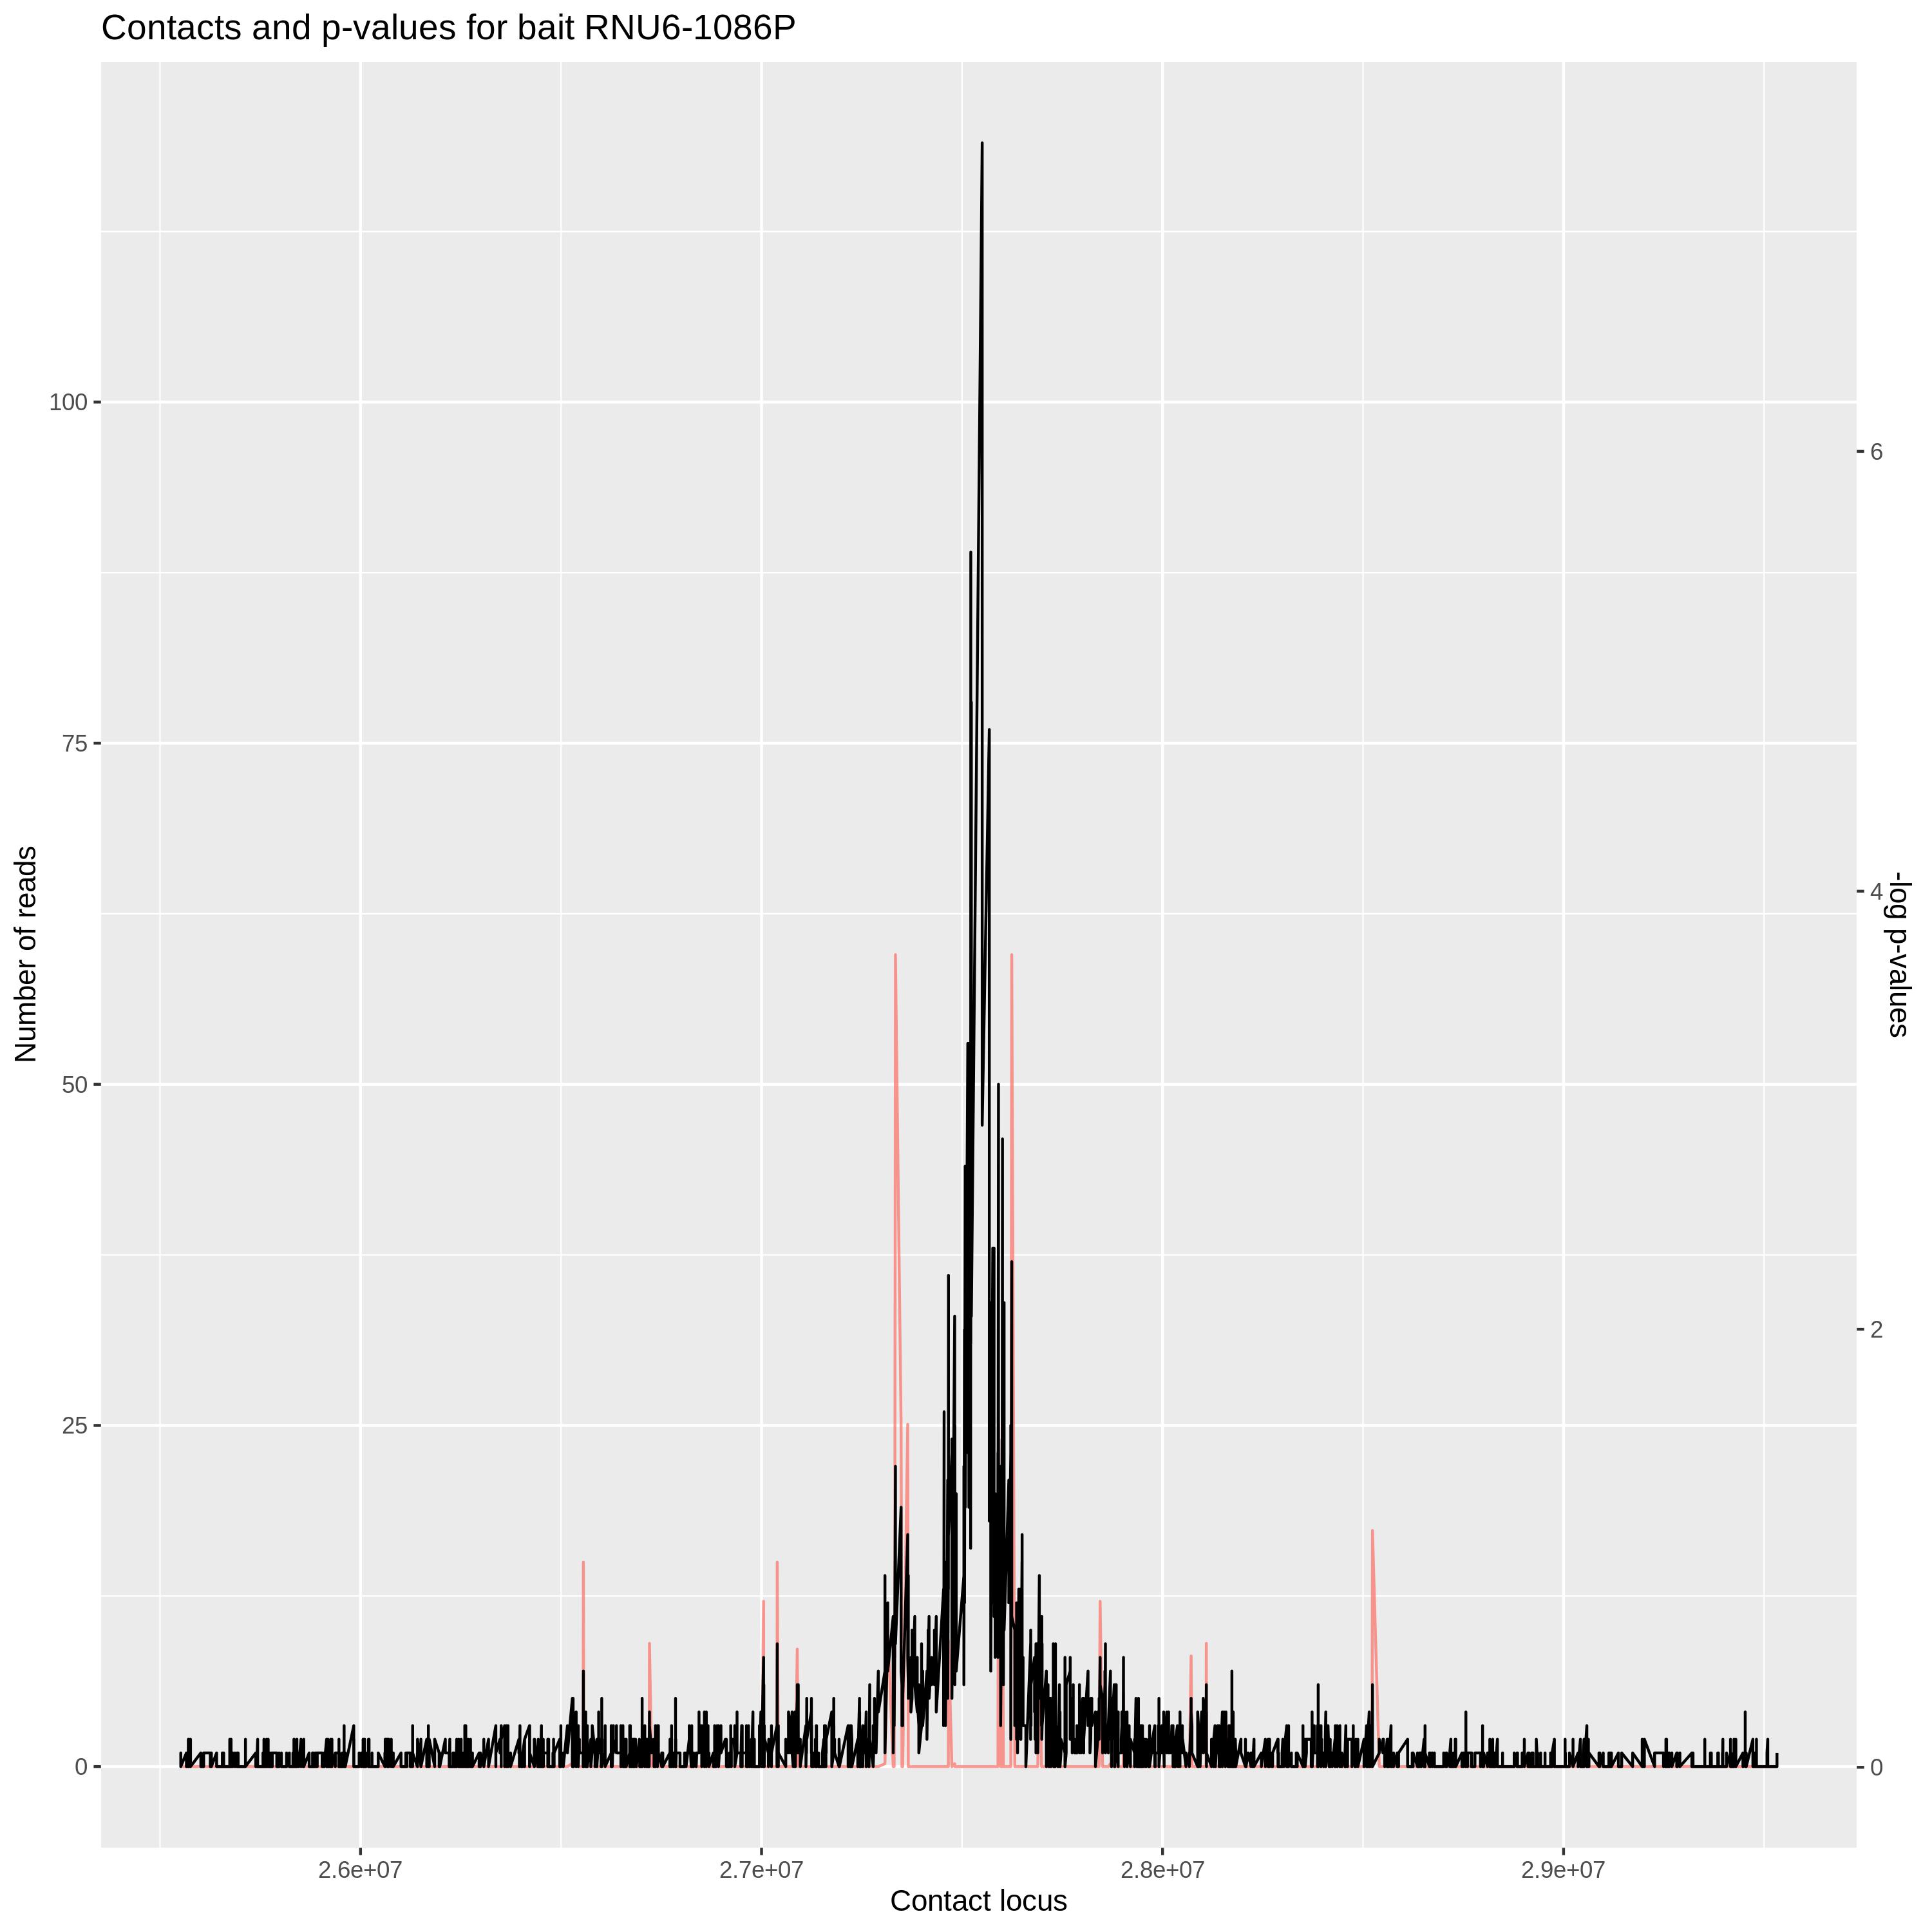 Contacts and p-values for bait RNU6-1086P
100
75
50
25
0
Number of reads
6
4
2
0
-log p-values
2.6e+07 2.7e+07 2.8e+07 2.9e+07
Contact locus